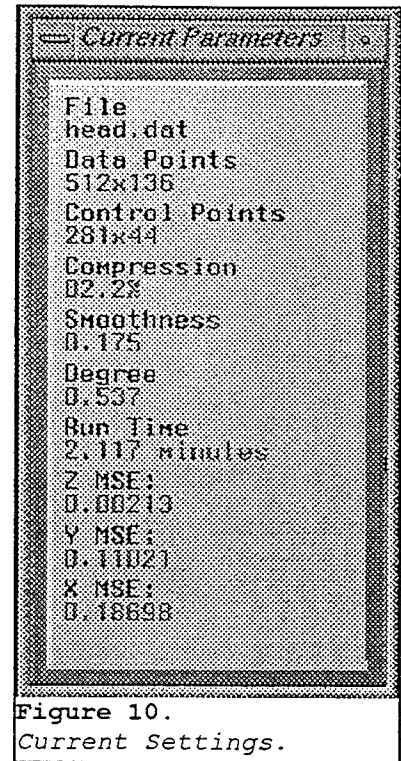 Current Parameters
File
head.dat
Data Points
512x136
Control Points
281x44
Compression
82.2%
Smoothness
0.175
Degree
0.537
Run Time
2.117 minutes
Z MSE:
0.00213
Y MSE:
0.11021
X MSE:
0.18698
Figure 10.
Current Settings.